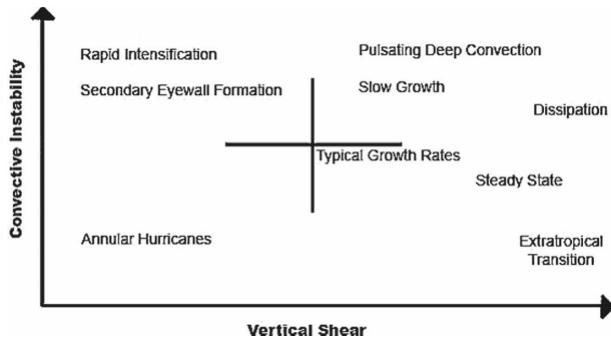 Rapid Intensification
Pulsating Deep Convection
Secondary Eyewall Formation
Slow Growth
Dissipation
Typical Growth Rates
Steady State
Annular Hurricanes
Extratropical
Transition
Convective Instability
Vertical Shear